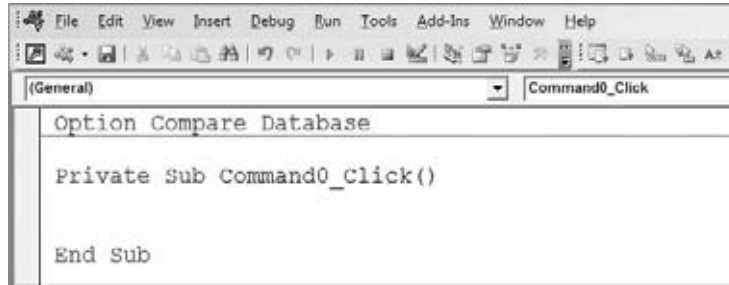 File Edit View Insert Debug Run Tools Add-Ins Window Help
(General) Command0_Click
Option Compare Database
Private Sub Command0_Click()
End Sub